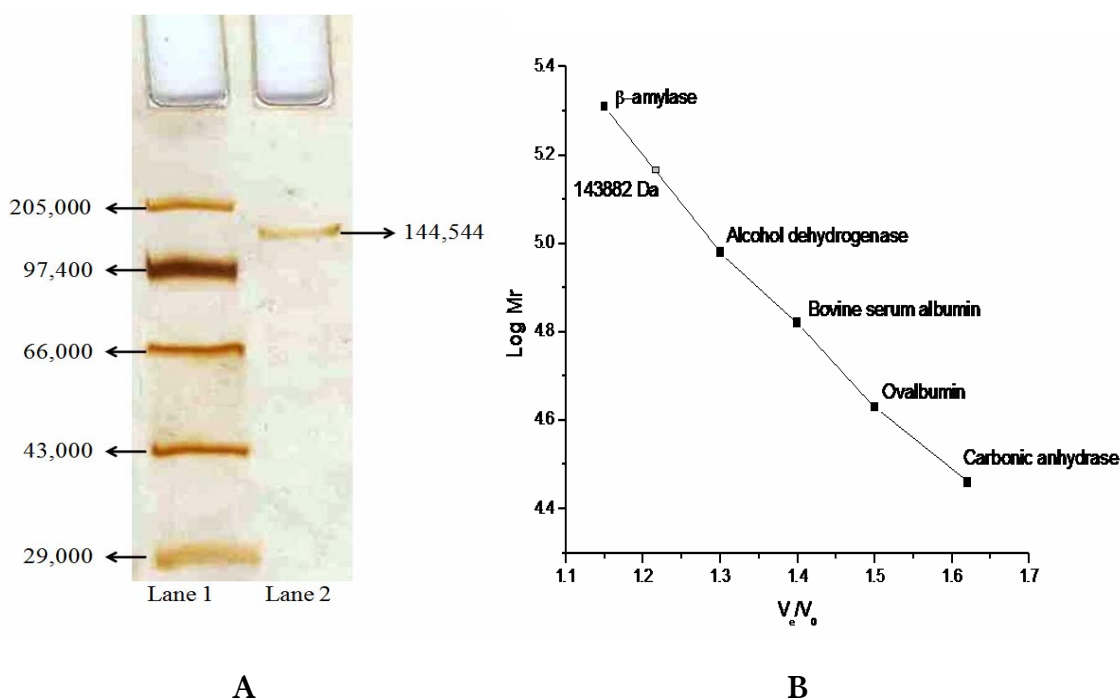 205,000
97,400
66,000
43,000
29,000
144,544
Lane 1 Lane 2
A
5.4
5.2
5.0
4.8
4.6
4.4
Log Mr
β-amylase
143882 Da
Alcohol dehydrogenase
Bovine serum albumin
Ovalbumin
Carbonic anhydrase
1.1 1.2 1.3 1.4 1.5 1.6 1.7
Ve/V0
B